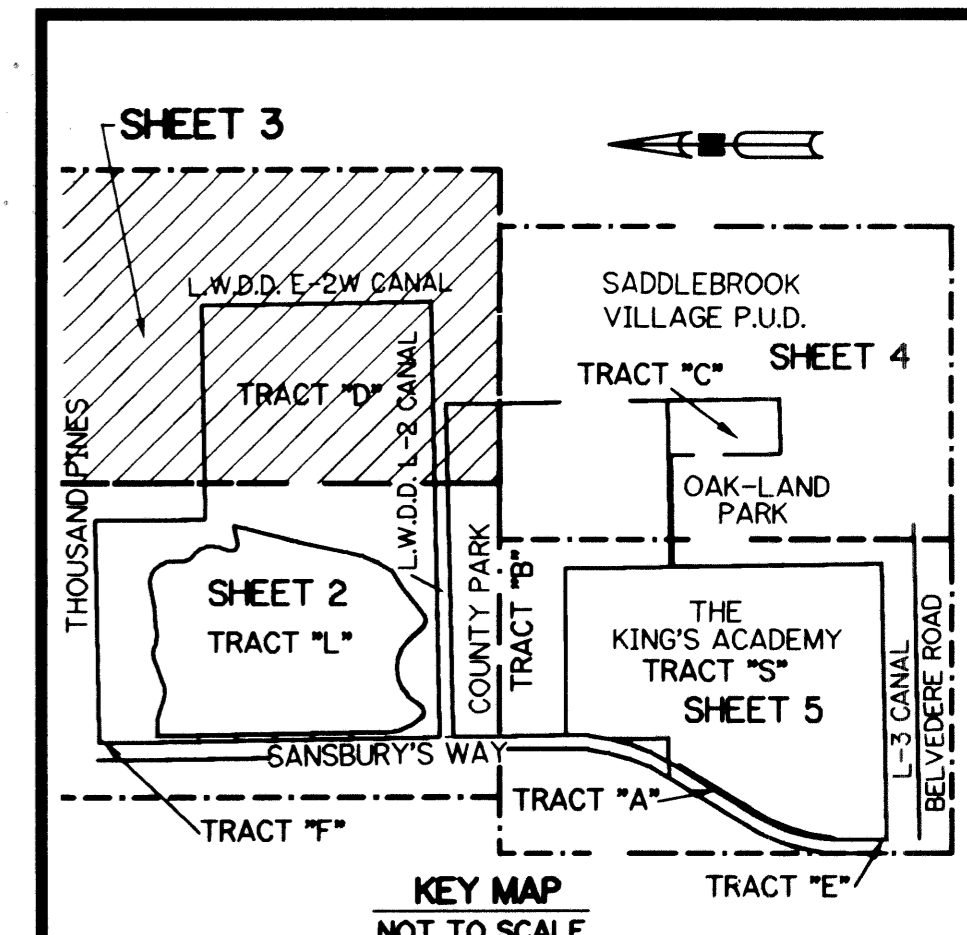 SHEET 3
L.W.D.D. E-2W CANAL
SADDLEBROOK
VILLAGE P.U.D.
SHEET 4
TRACT "C"
TRACT "D"
L.W.D.D. L-2 CANAL
THOUSAND PINES
OAK-LAND
PARK
SHEET 2
TRACT "L"
COUNTY PARK
TRACT "B"
THE
KING'S ACADEMY
TRACT "S"
SHEET 5
L-3 CANAL
BELVEDERE ROAD
SANSBURY'S WAY
TRACT "A"
TRACT "F"
TRACT "E"
KEY MAP
NOT TO SCALE